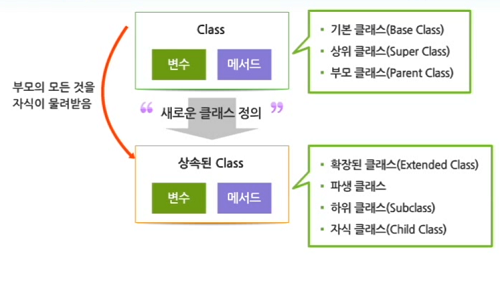 Class
변수
메서드
• 기본 클래스(Base Class)
• 상위 클래스(Super Class)
• 부모 클래스(Parent Class)
부모의 모든 것을
자식이 물려받음
“ 새로운 클래스 정의 ”
상속된 Class
변수
메서드
• 확장된 클래스(Extended Class)
• 파생 클래스
• 하위 클래스(Subclass)
• 자식 클래스(Child Class)